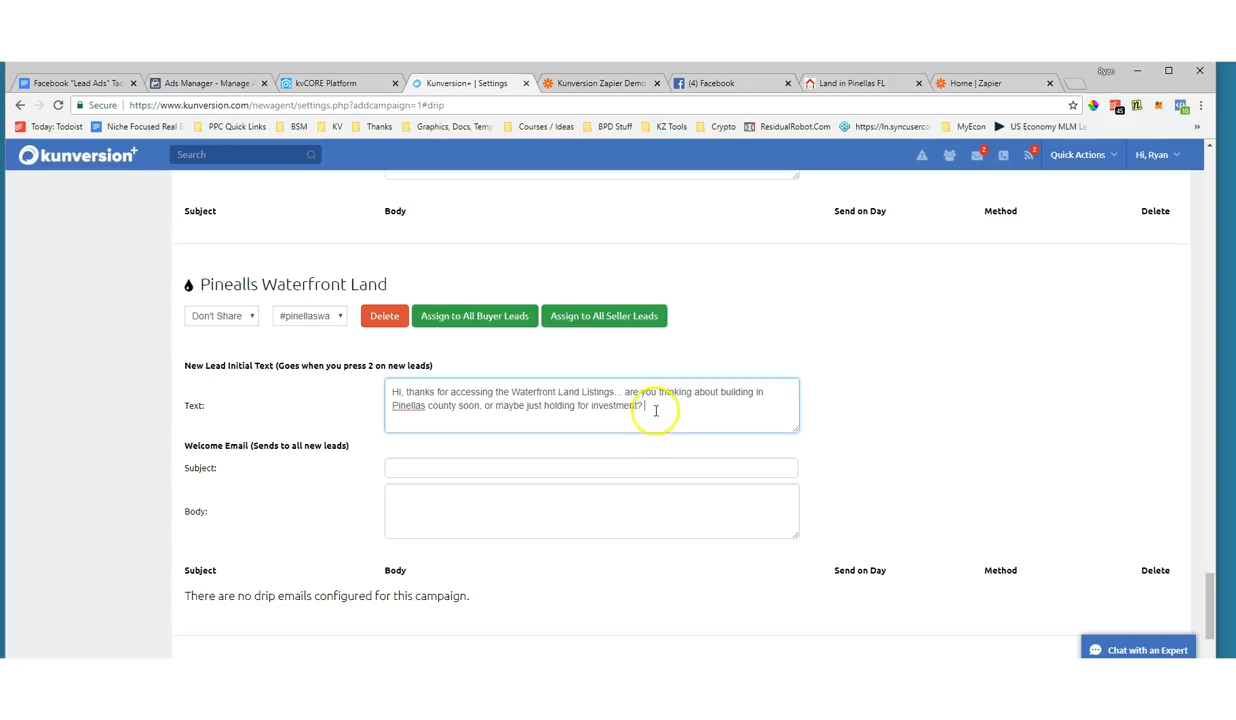 Ryan
Facebook "Lead Ads" Tac
Ads Manager - Manage A
kvCORE Platform
Kunversion+ | Settings
Kunversion Zapier Demo
(4) Facebook
Land in Pinellas FL
Home | Zapier
Secure https://www.kunversion.com/newagent/settings.php?addcampaign=1#drip
45 10
Today: Todoist Niche Focused Real E PPC Quick Links BSM KV Thanks Graphics, Docs, Temp Courses / Ideas BPD Stuff KZ Tools Crypto ResidualRobot.Com https://ln.syncuserco MyEcon US Economy MLM Le »
kunversion+ Search 2 2 Quick Actions Hi, Ryan
Subject Body Send on Day Method Delete
Pinealls Waterfront Land
Don't Share #pinellaswa Delete Assign to All Buyer Leads Assign to All Seller Leads
New Lead Initial Text (Goes when you press 2 on new leads)
Text:
Hi, thanks for accessing the Waterfront Land Listings... are you thinking about building in
Pinellas county soon, or maybe just holding for investment?
Welcome Email (Sends to all new leads)
Subject:
Body:
Subject Body Send on Day Method Delete
There are no drip emails configured for this campaign.
Chat with an Expert